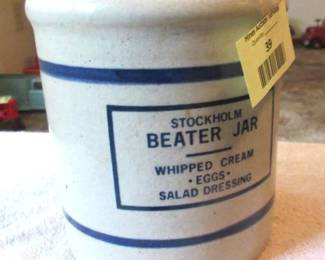 39
STOCKHOLM
BEATER JAR
WHIPPED CREAM
• EGGS •
SALAD DRESSING